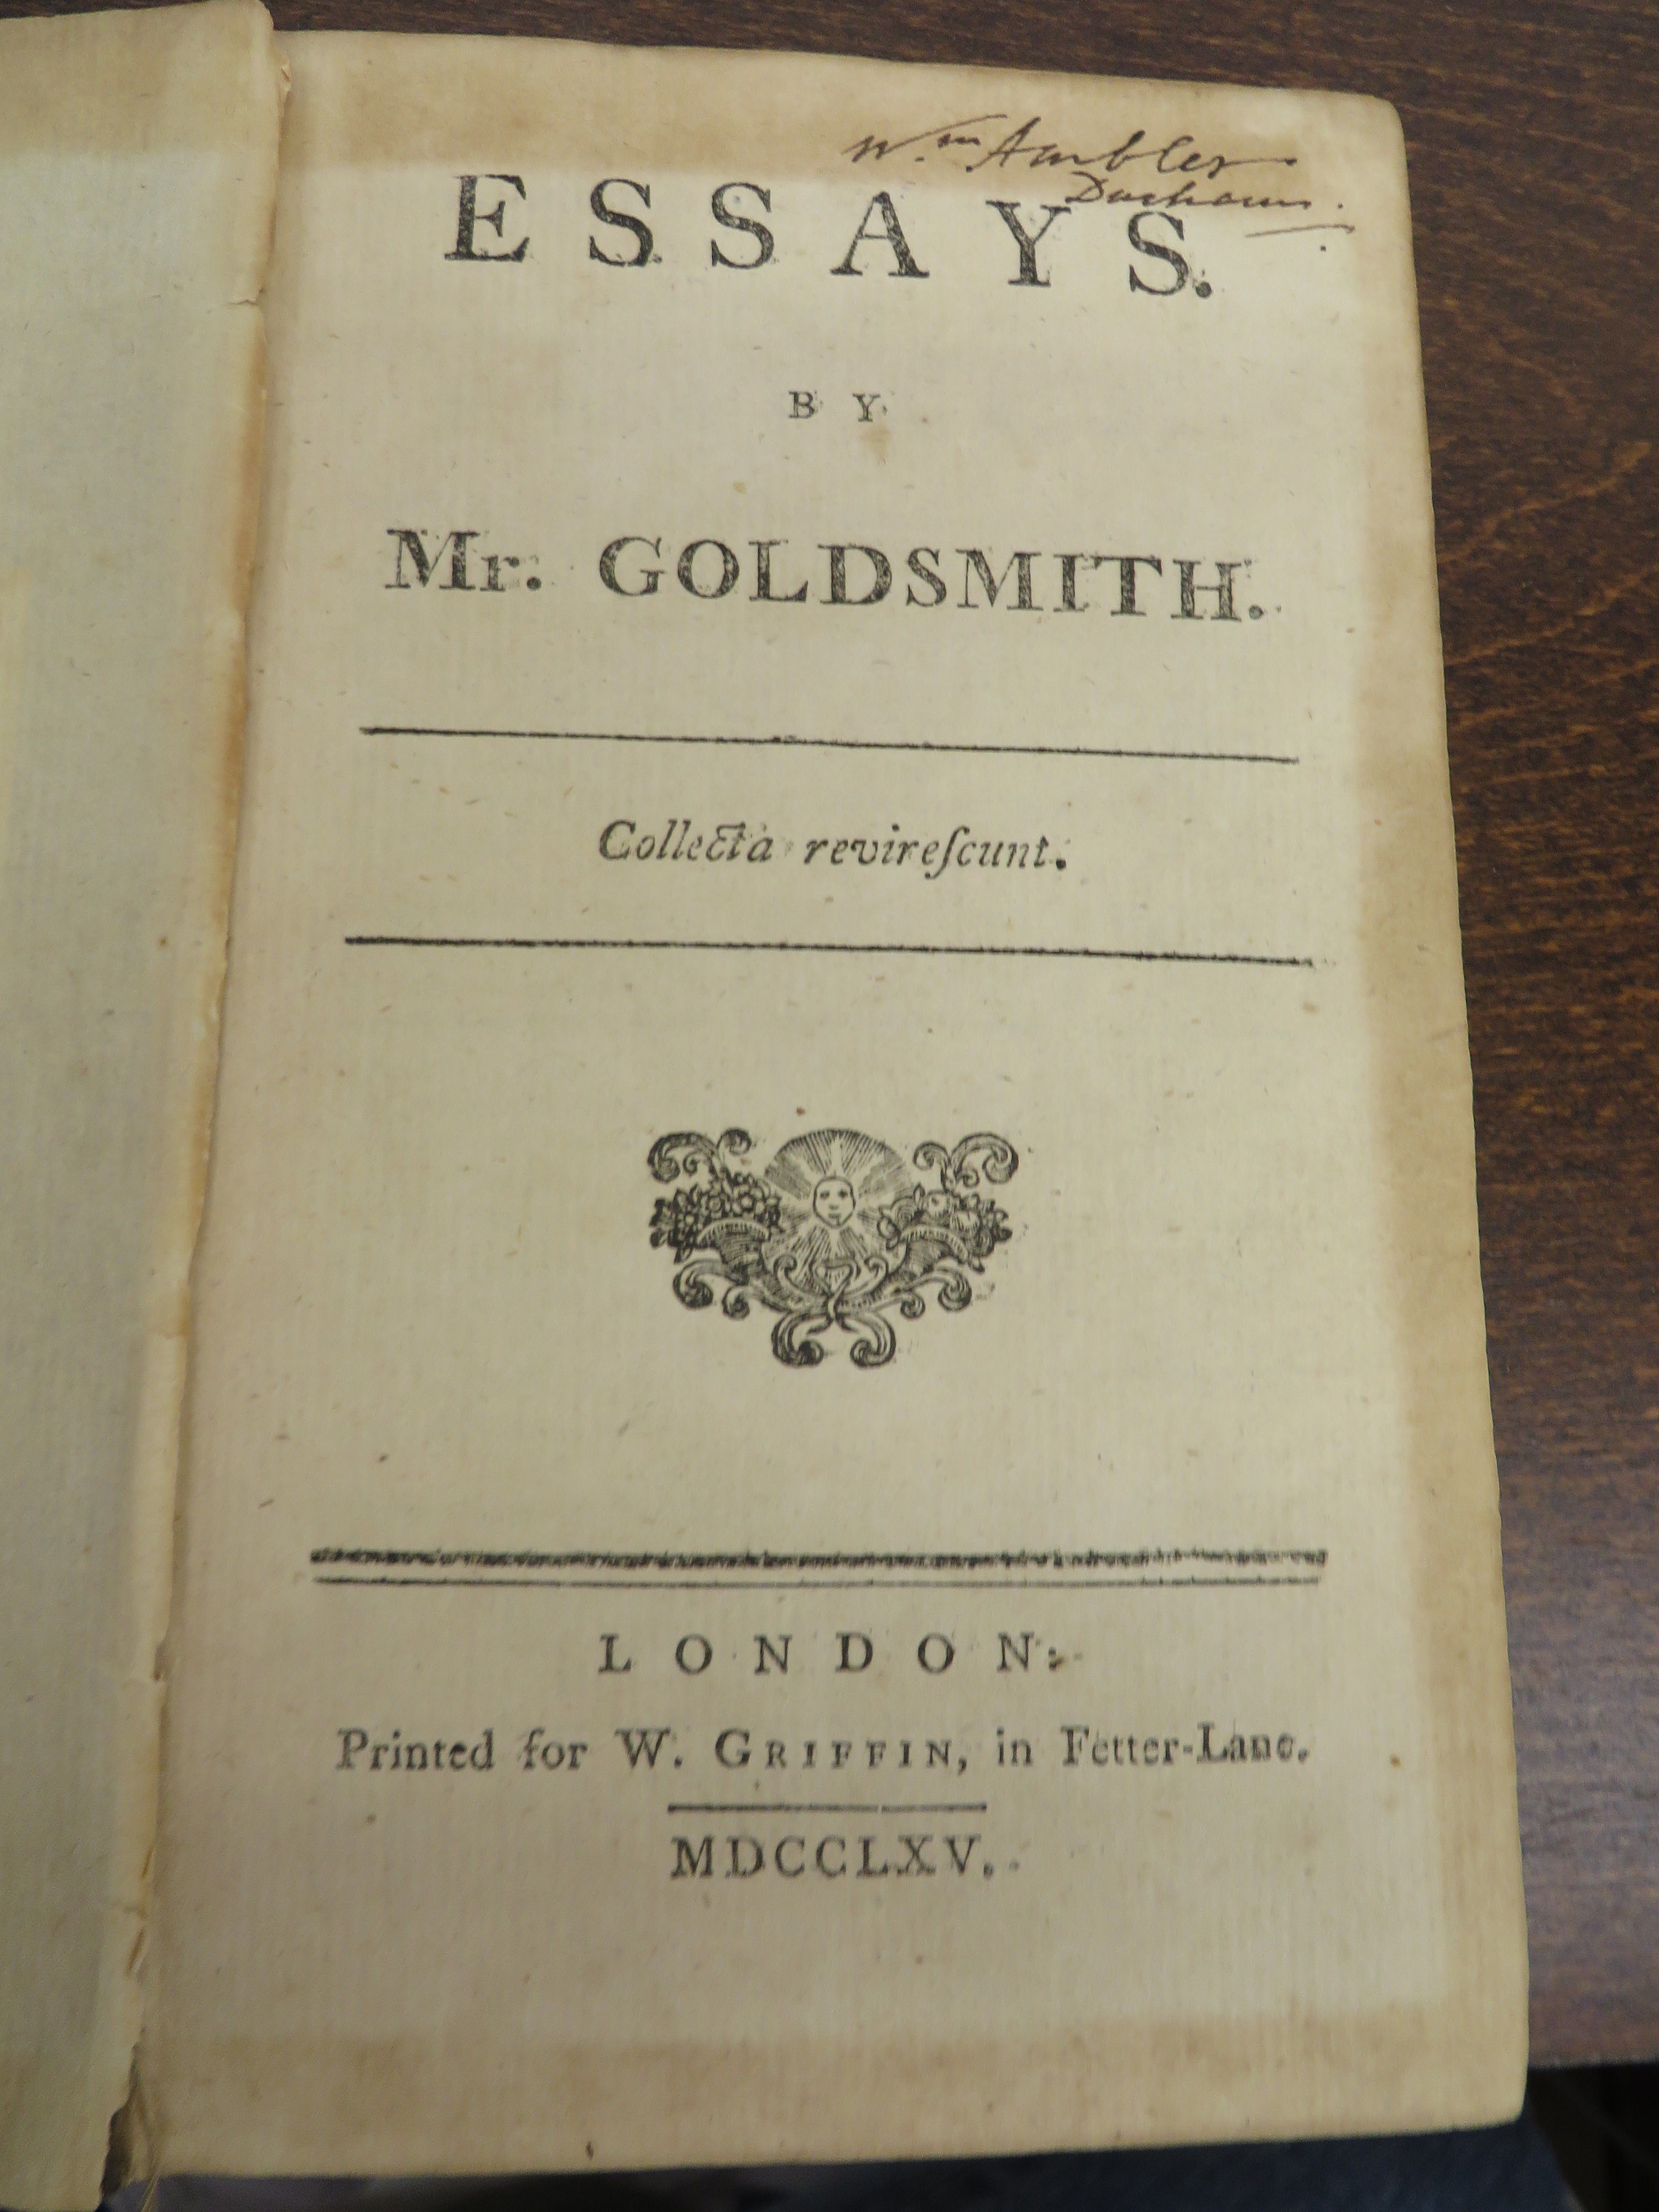 Wm Ambler
Durham.
ESSAYS.
BY
Mr. GOLDSMITH.
Collecta revireſcunt.
LONDON:
Printed for W. GRIFFIN, in Fetter-Lane.
MDCCLXV.